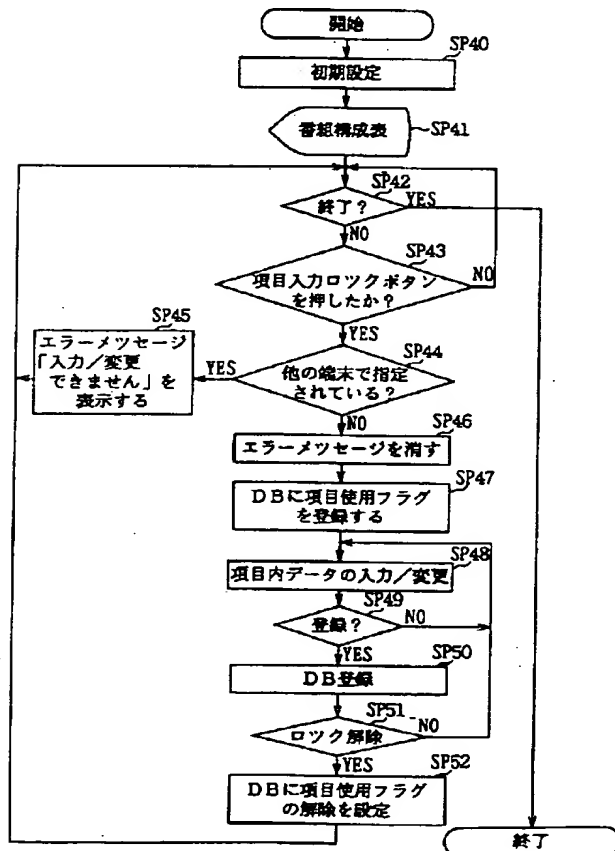 開始
SP40
初期設定
番組構成表
SP41
SP42
終了?
YES
NO
SP43
項目入力ロックボタン
を押したか?
NO
YES
SP45
エラーメツセージ
「入力/変更
できません」を
表示する
YES
SP44
他の端末で指定
されている?
NO
SP46
エラーメツセージを消す
SP47
DBに項目使用フラグ
を登録する
SP48
項目内データの入力/変更
SP49
登録?
NO
YES
SP50
DB登録
SP51
ロツク解除
NO
YES
SP52
DBに項目使用フラグ
の解除を設定
終了